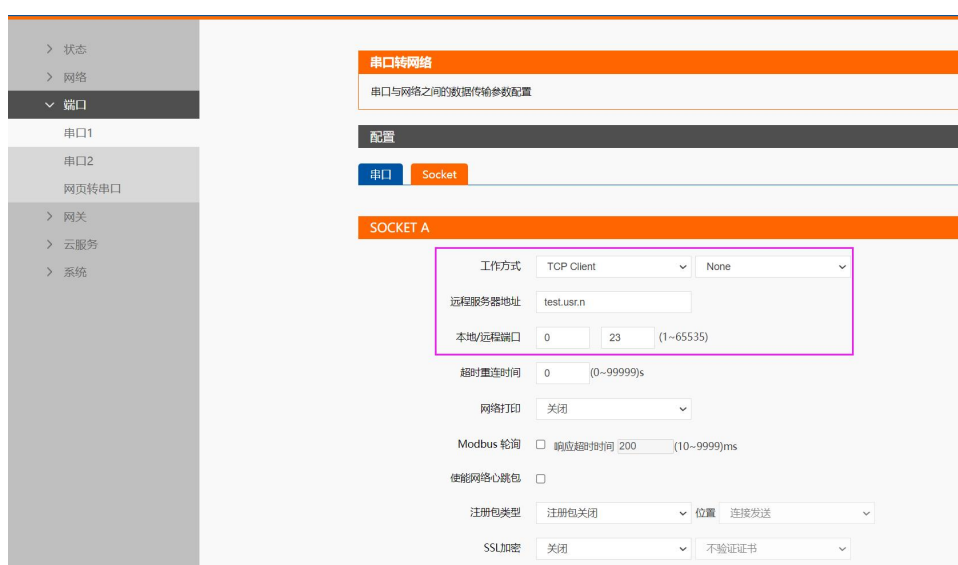 状态
网络
端口
串口1
串口2
网页转串口
网关
云服务
系统
串口转网络
串口与网络之间的数据传输参数配置
配置
串口 Socket
SOCKET A
工作方式 TCP Client None
远程服务器地址 test.usr.n
本地/远程端口 0 23 (1~65535)
超时重连时间 0 (0~99999)s
网络打印 关闭
Modbus 轮询 响应超时时间 200 (10~9999)ms
使能网络心跳包
注册包类型 注册包关闭 位置 连接发送
SSL加密 关闭 不验证证书